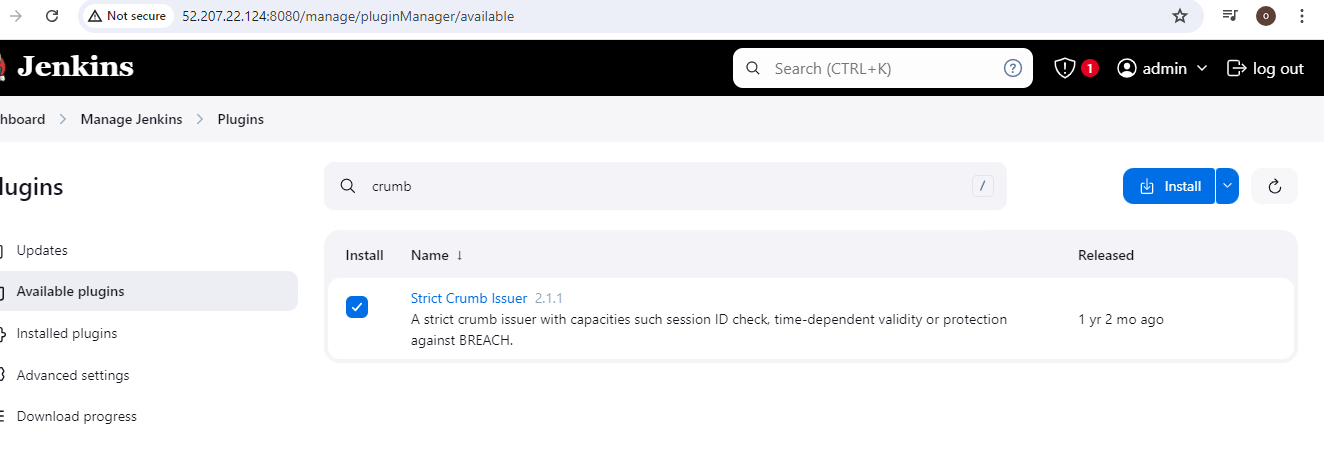 Not secure 52.207.22.124:8080/manage/pluginManager/available o
Jenkins Search (CTRL+K) ? 1 admin log out
hboard > Manage Jenkins > Plugins
lugins crumb / Install
Updates
Available plugins
Installed plugins
Advanced settings
Download progress
Install Name ↓ Released
Strict Crumb Issuer 2.1.1
A strict crumb issuer with capacities such session ID check, time-dependent validity or protection
against BREACH.
1 yr 2 mo ago